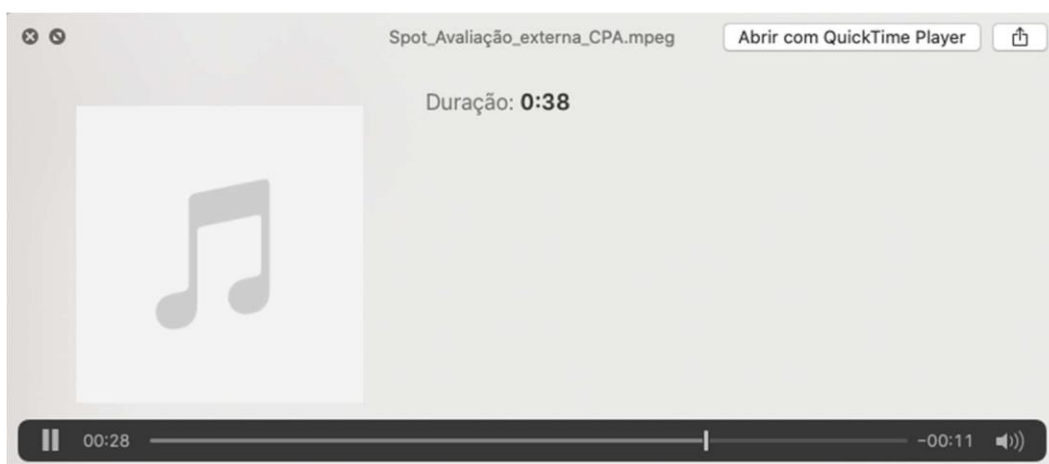 Spot_Avaliação_externa_CPA.mpeg
Abrir com QuickTime Player
Duração: 0:38
00:28
-00:11